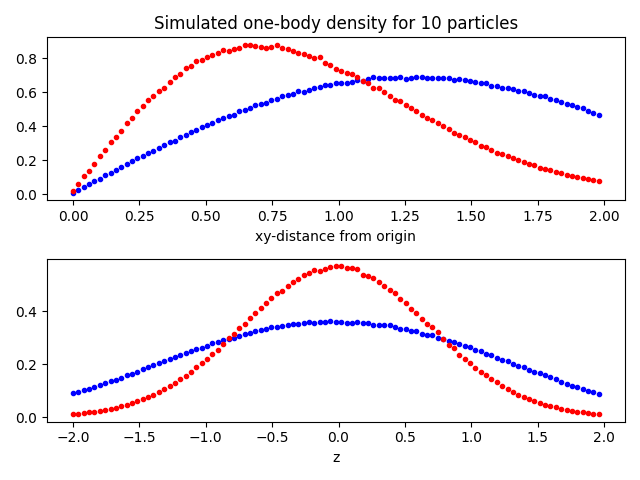 Simulated one-body density for 10 particles
0.8
0.6
0.4
0.2
0.0
0.00 0.25 0.50 0.75 1.00 1.25 1.50 1.75 2.00
xy-distance from origin
0.4
0.2
0.0
−2.0 −1.5 −1.0 −0.5 0.0 0.5 1.0 1.5 2.0
z